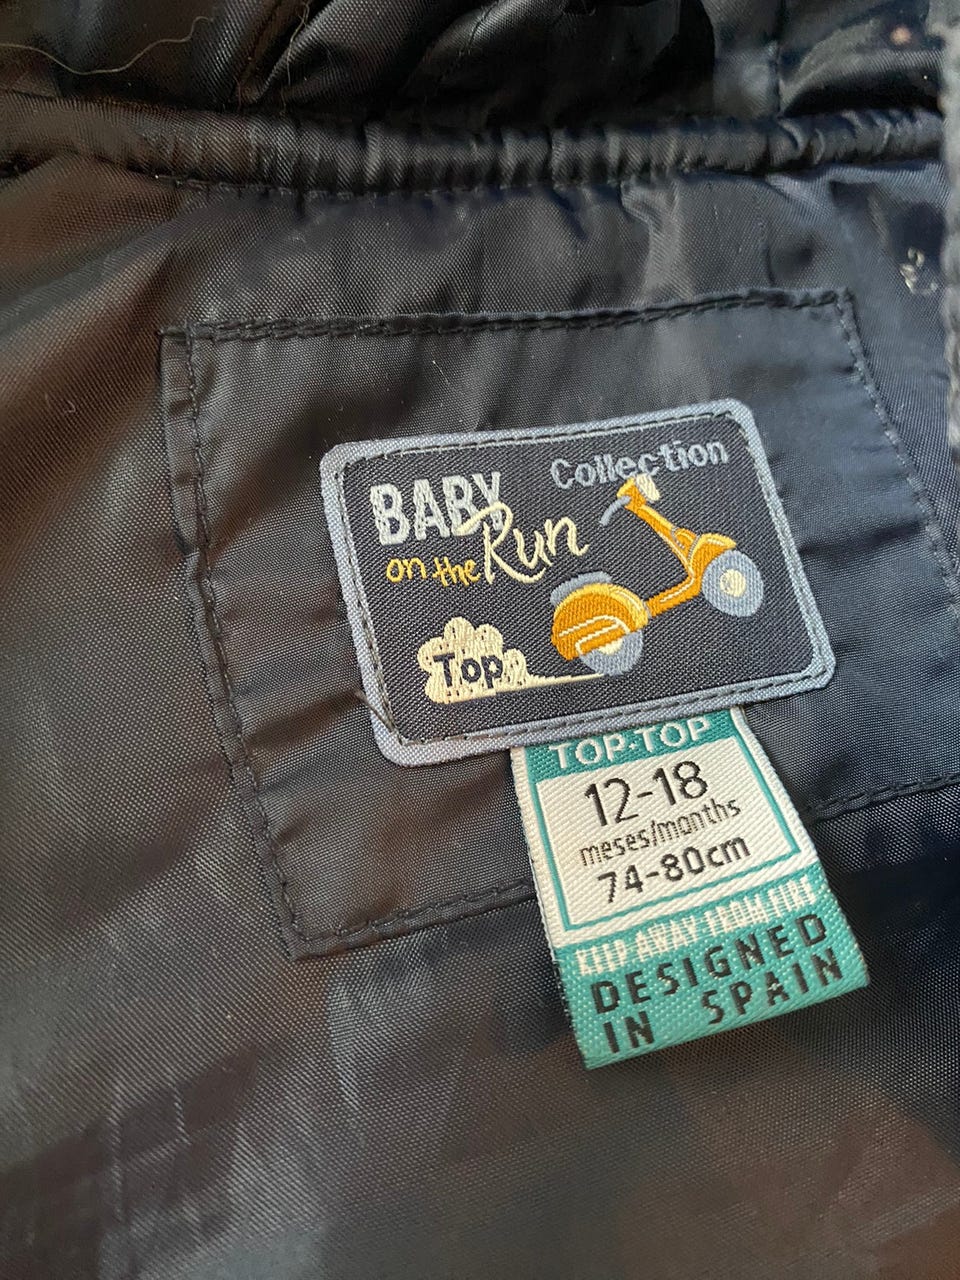 Collection
BABY
on the Run
Top
TOP·TOP
12-18
meses/months
74-80cm
KEEP AWAY FROM FIRE
DESIGNED
IN SPAIN